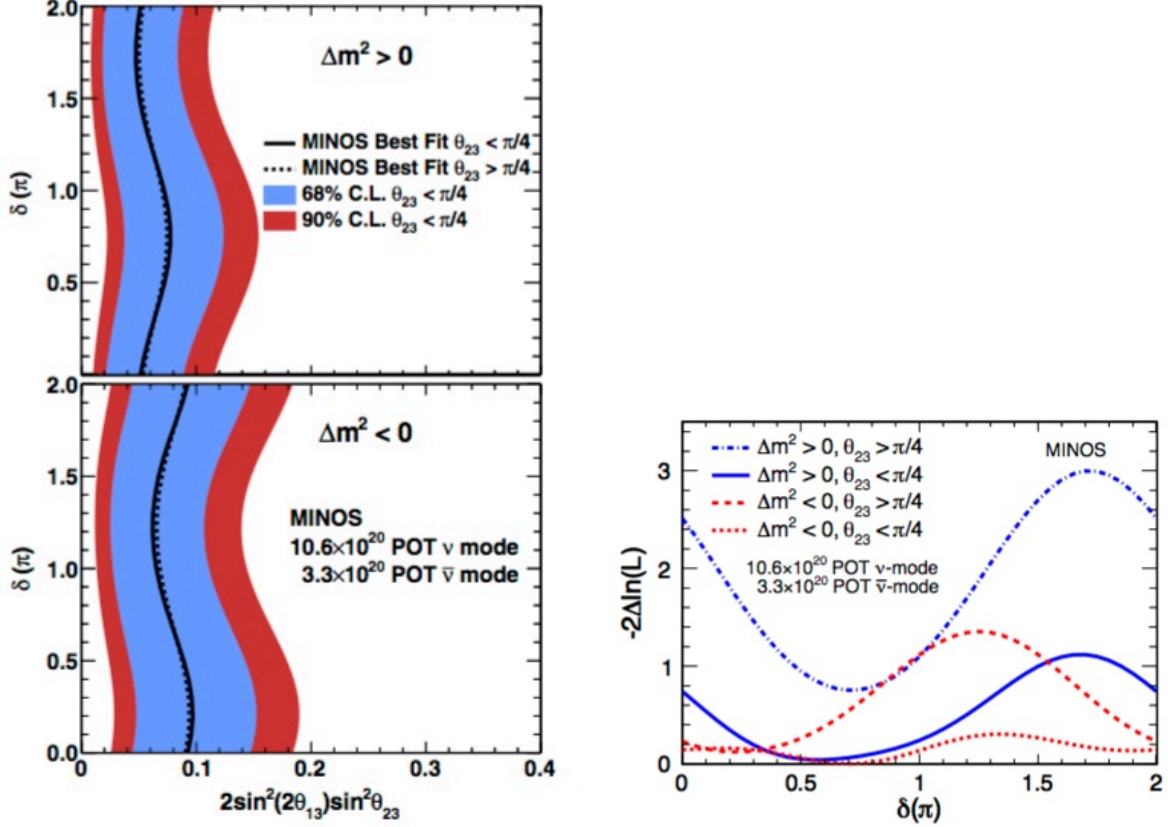 2.0
Δm² > 0
1.5
MINOS Best Fit θ₂₃ < π/4
MINOS Best Fit θ₂₃ > π/4
δ (π)
1.0
68% C.L. θ₂₃ < π/4
90% C.L. θ₂₃ < π/4
0.5
2.0
Δm² < 0
1.5
MINOS
δ (π)
1.0
10.6×10²⁰ POT ν mode
3.3×10²⁰ POT ν̅ mode
0.5
0.0
0 0.1 0.2 0.3 0.4
2sin²(2θ₁₃)sin²θ₂₃
Δm² > 0, θ₂₃ > π/4
MINOS
3
Δm² > 0, θ₂₃ < π/4
Δm² < 0, θ₂₃ > π/4
Δm² < 0, θ₂₃ < π/4
-2Δln(L)
2
10.6×10²⁰ POT ν-mode
3.3×10²⁰ POT ν̅-mode
1
0
0 0.5 1 1.5 2
δ(π)